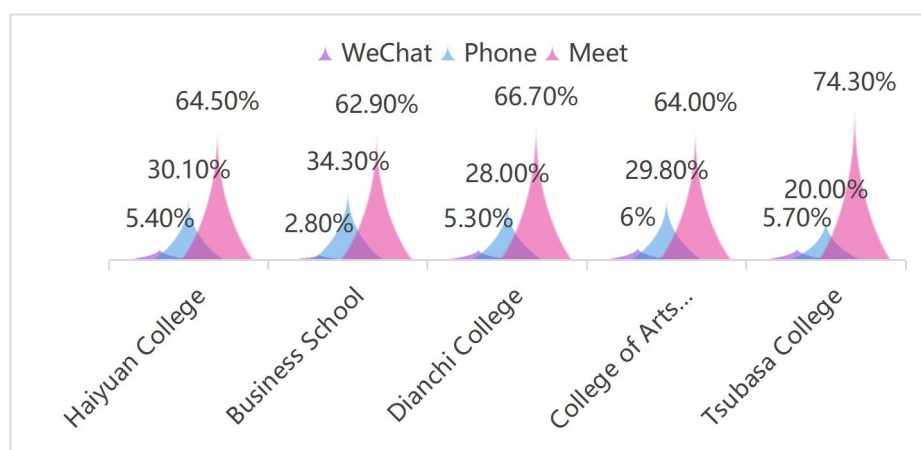 WeChat Phone Meet
64.50% 62.90% 66.70% 64.00% 74.30%
30.10% 34.30% 28.00% 29.80% 20.00%
5.40% 2.80% 5.30% 6% 5.70%
Haiyuan College
Business School
Dianchi College
College of Arts...
Tsubasa College